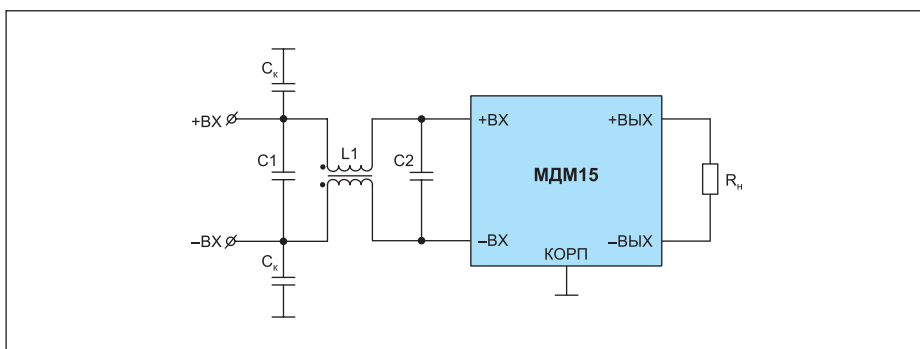 Cк
+ВХ
C1
L1
C2
+ВХ
+ВЫХ
МДМ15
Rн
–ВХ
–ВХ
–ВЫХ
КОРП
Cк